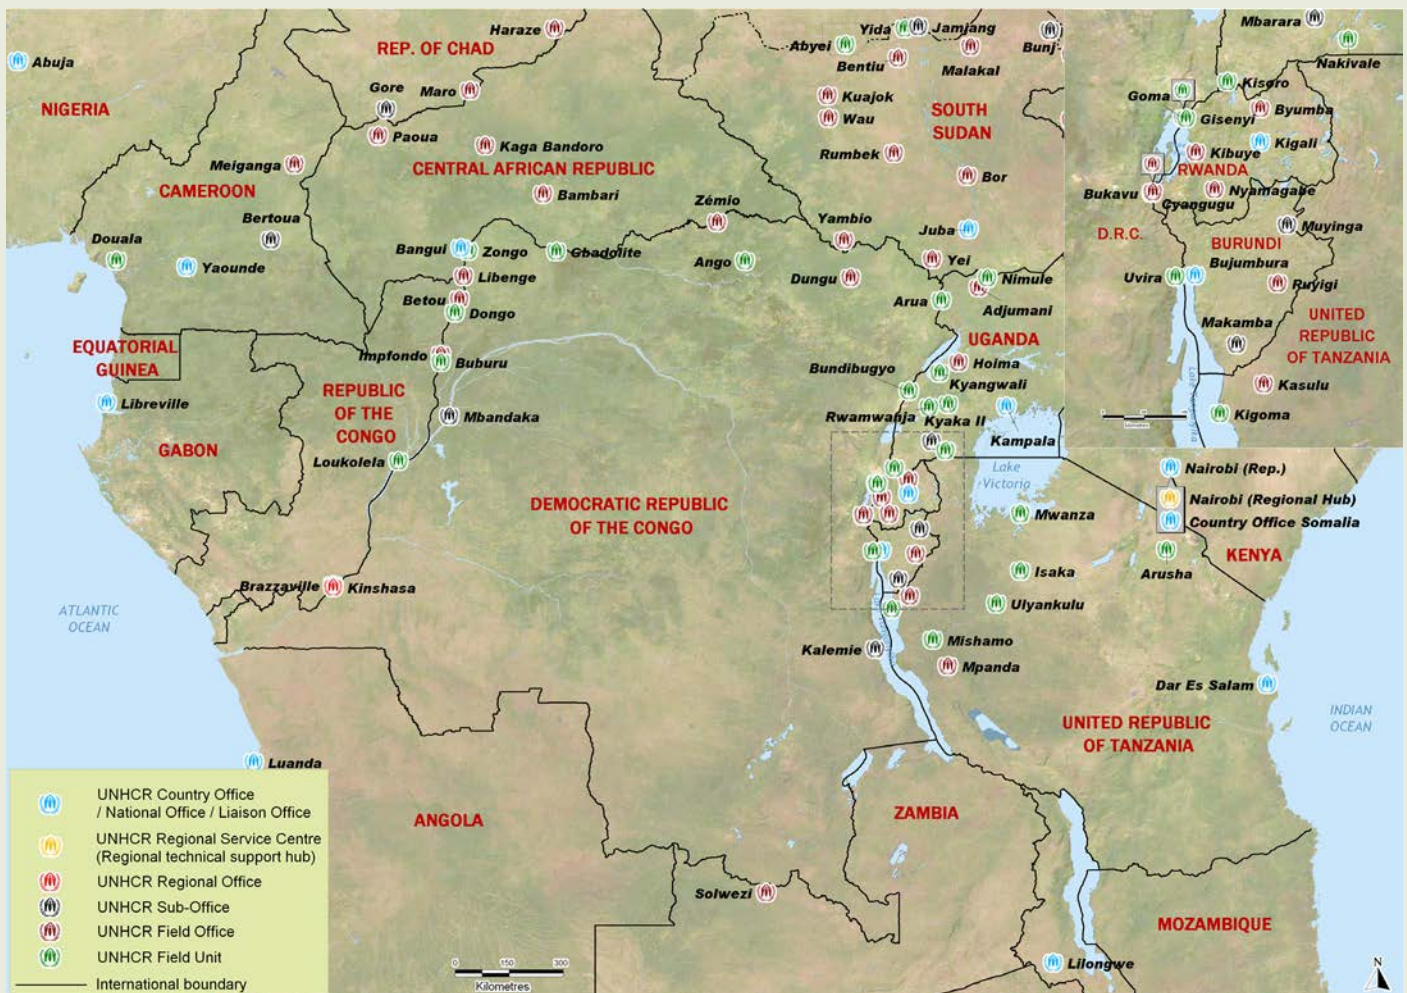 Haraze
REP. OF CHAD
Abuja
NIGERIA
Gore
Maro
Paoua
Kaga Bandoro
CENTRAL AFRICAN REPUBLIC
Meiganga
CAMEROON
Bambari
Bertoua
Douala
Yaounde
Bangui
Zongo
Gbadolite
Libenge
Betou
Dongo
Zémio
Ango
Yambio
Dungu
Abyei
Yida
Jamjang
Bunj
Bentiu
Malakal
Kuajok
Wau
SOUTH
SUDAN
Rumbek
Bor
Juba
Yei
Nimule
Arua
Adjumani
UGANDA
Hoima
Bundibugyo
Kyangwali
Rwamwanja
Kyaka II
Kampala
Lake
Victoria
EQUATORIAL
GUINEA
Libreville
GABON
Impfondo
Buburu
REPUBLIC
OF THE
CONGO
Mbandaka
Loukolela
DEMOCRATIC REPUBLIC
OF THE CONGO
Brazzaville
Kinshasa
ATLANTIC
OCEAN
Mbarara
Nakivale
Goma
Kisoro
Gisenyi
Byumba
Kigali
Kibuye
RWANDA
Bukavu
Nyamagabe
Cyangugu
D.R.C.
Muyinga
BURUNDI
Bujumbura
Uvira
Ruyigi
Makamba
UNITED
REPUBLIC
OF TANZANIA
Kasulu
Kigoma
Kilometres
Nairobi (Rep.)
Nairobi (Regional Hub)
Country Office Somalia
KENYA
Arusha
Mwanza
Isaka
Ulyankulu
Mishamo
Mpanda
Kalemie
Dar Es Salam
INDIAN
OCEAN
UNITED REPUBLIC
OF TANZANIA
Luanda
ANGOLA
ZAMBIA
Solwezi
MOZAMBIQUE
Lilongwe
UNHCR Country Office
/ National Office / Liaison Office
UNHCR Regional Service Centre
(Regional technical support hub)
UNHCR Regional Office
UNHCR Sub-Office
UNHCR Field Office
UNHCR Field Unit
International boundary
0 150 300
Kilometres
N